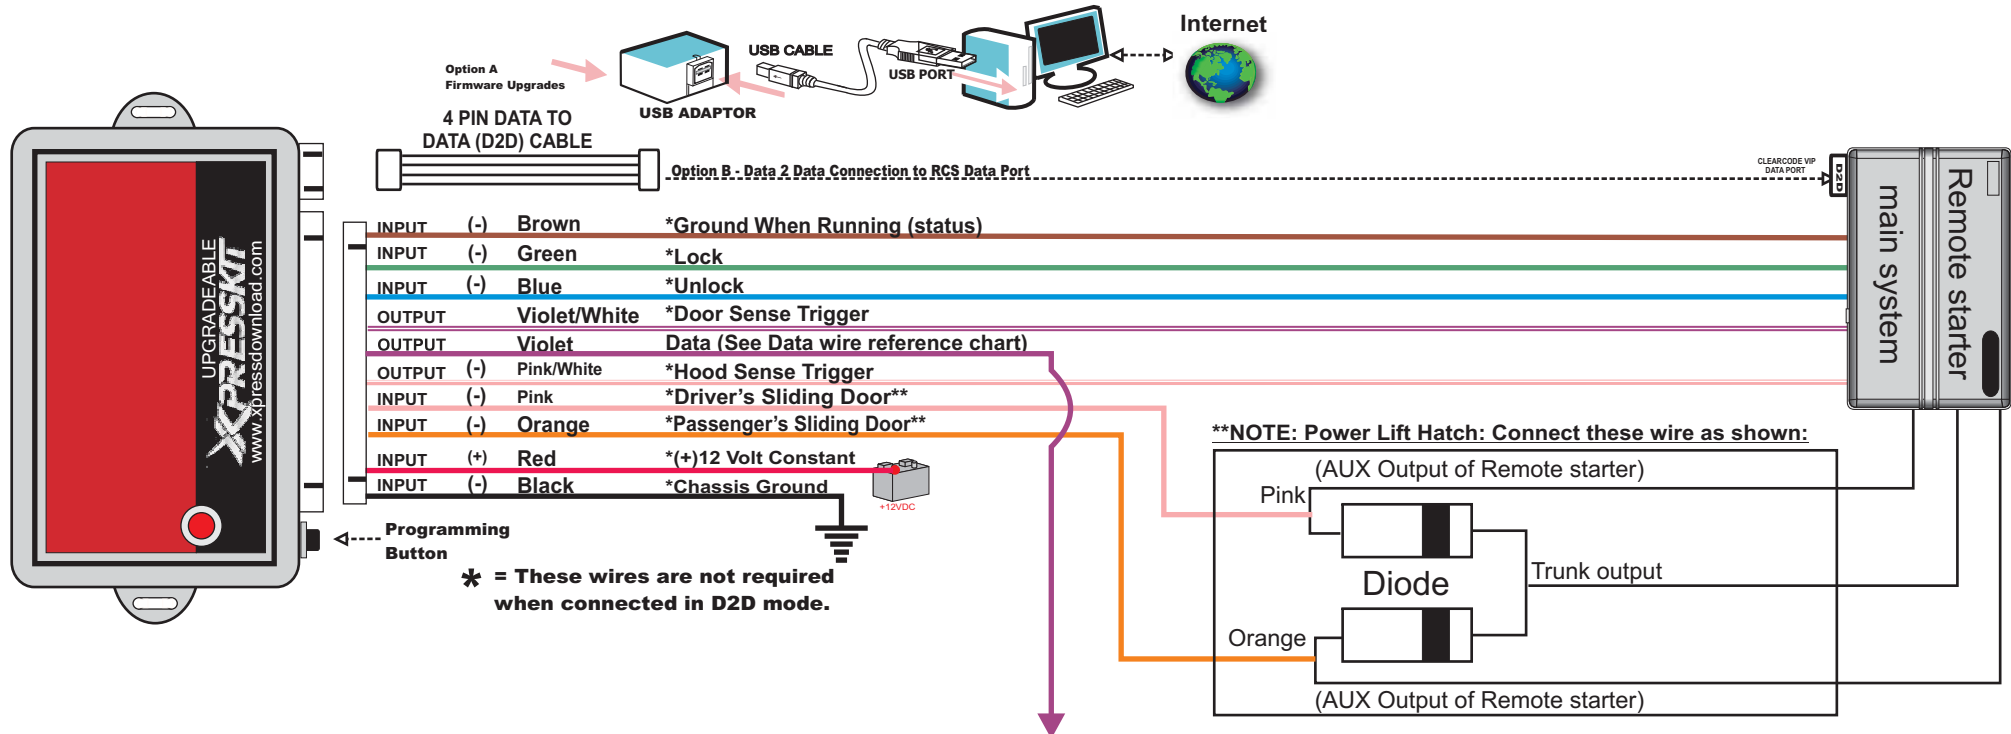 Internet
USB CABLE
Option A
Firmware Upgrades
USB PORT
USB ADAPTOR
4 PIN DATA TO
DATA (D2D) CABLE
Option B - Data 2 Data Connection to RCS Data Port
CLEARCODE VIP
DATA PORT
D2D
Remote starter
main system
UPGRADEABLE
XPRESSKIT
www.xpressdownload.com
INPUT (-) Brown *Ground When Running (status)
INPUT (-) Green *Lock
INPUT (-) Blue *Unlock
OUTPUT Violet/White *Door Sense Trigger
OUTPUT Violet Data (See Data wire reference chart)
OUTPUT (-) Pink/White *Hood Sense Trigger
INPUT (-) Pink *Driver's Sliding Door**
INPUT (-) Orange *Passenger's Sliding Door**
INPUT (+) Red *(+)12 Volt Constant
INPUT (-) Black *Chassis Ground
+12VDC
Programming
Button
* = These wires are not required
when connected in D2D mode.
**NOTE: Power Lift Hatch: Connect these wire as shown:
(AUX Output of Remote starter)
Pink
Diode
Trunk output
Orange
(AUX Output of Remote starter)